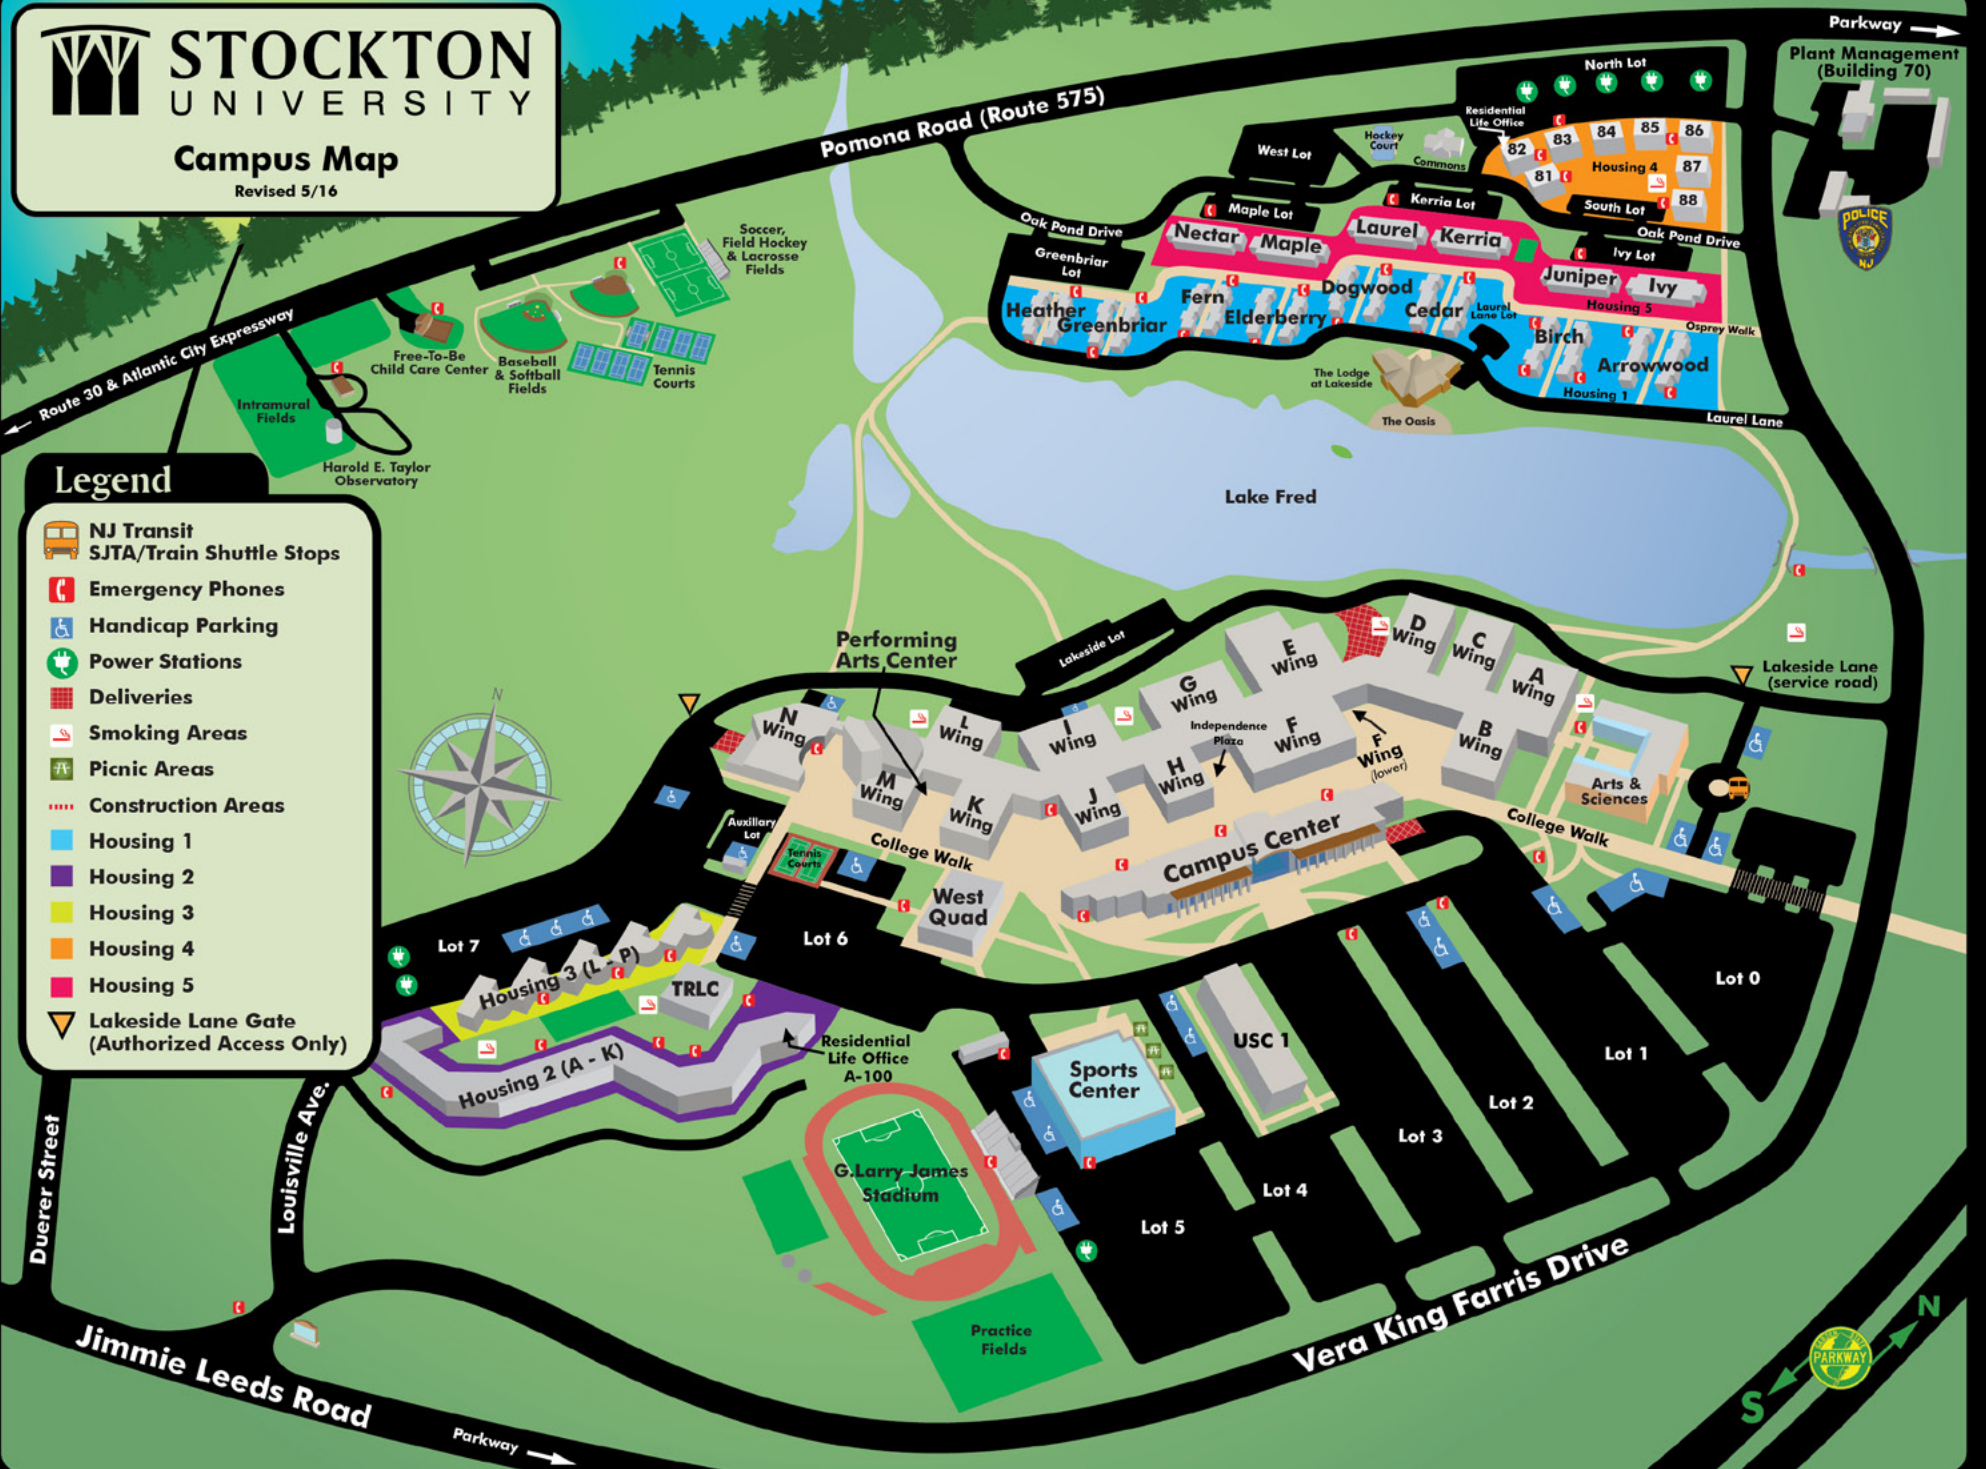 STOCKTON
UNIVERSITY
Campus Map
Revised 5/16
Parkway
Plant Management
(Building 70)
POLICE
NJ
North Lot
Residential
Life Office
82
83
84
85
86
87
88
81
Housing 4
South Lot
Hockey
Court
Commons
West Lot
Pomona Road (Route 575)
Maple Lot
Kerria Lot
Oak Pond Drive
Oak Pond Drive
Ivy Lot
Greenbriar
Lot
Nectar
Maple
Laurel
Kerria
Juniper
Ivy
Housing 5
Osprey Walk
Heather
Greenbriar
Fern
Elderberry
Dogwood
Cedar
Laurel
Lane Lot
Birch
Arrowwood
Housing 1
Laurel Lane
The Lodge
at Lakeside
The Oasis
Lake Fred
Soccer,
Field Hockey
& Lacrosse
Fields
Free-To-Be
Child Care Center
Baseball
& Softball
Fields
Tennis
Courts
Route 30 & Atlantic City Expressway
Intramural
Fields
Harold E. Taylor
Observatory
Legend
NJ Transit
SJTA/Train Shuttle Stops
Emergency Phones
Handicap Parking
Power Stations
Deliveries
Smoking Areas
Picnic Areas
Construction Areas
Housing 1
Housing 2
Housing 3
Housing 4
Housing 5
Lakeside Lane Gate
(Authorized Access Only)
N
Performing
Arts Center
Lakeside Lot
Lakeside Lane
(service road)
N
Wing
L
Wing
M
Wing
K
Wing
I
Wing
J
Wing
G
Wing
H
Wing
Independence
Plaza
E
Wing
F
Wing
F
Wing
(lower)
D
Wing
C
Wing
A
Wing
B
Wing
Arts &
Sciences
College Walk
College Walk
Campus Center
Auxillary
Lot
Tennis
Courts
West
Quad
Lot 7
Lot 6
Housing 3 (L - P)
TRLC
Housing 2 (A - K)
Residential
Life Office
A-100
Sports
Center
USC 1
Lot 0
Lot 1
Lot 2
Lot 3
Lot 4
Lot 5
G.Larry James
Stadium
Practice
Fields
Duerer Street
Louisville Ave.
Jimmie Leeds Road
Parkway
Vera King Farris Drive
N
PARKWAY
S